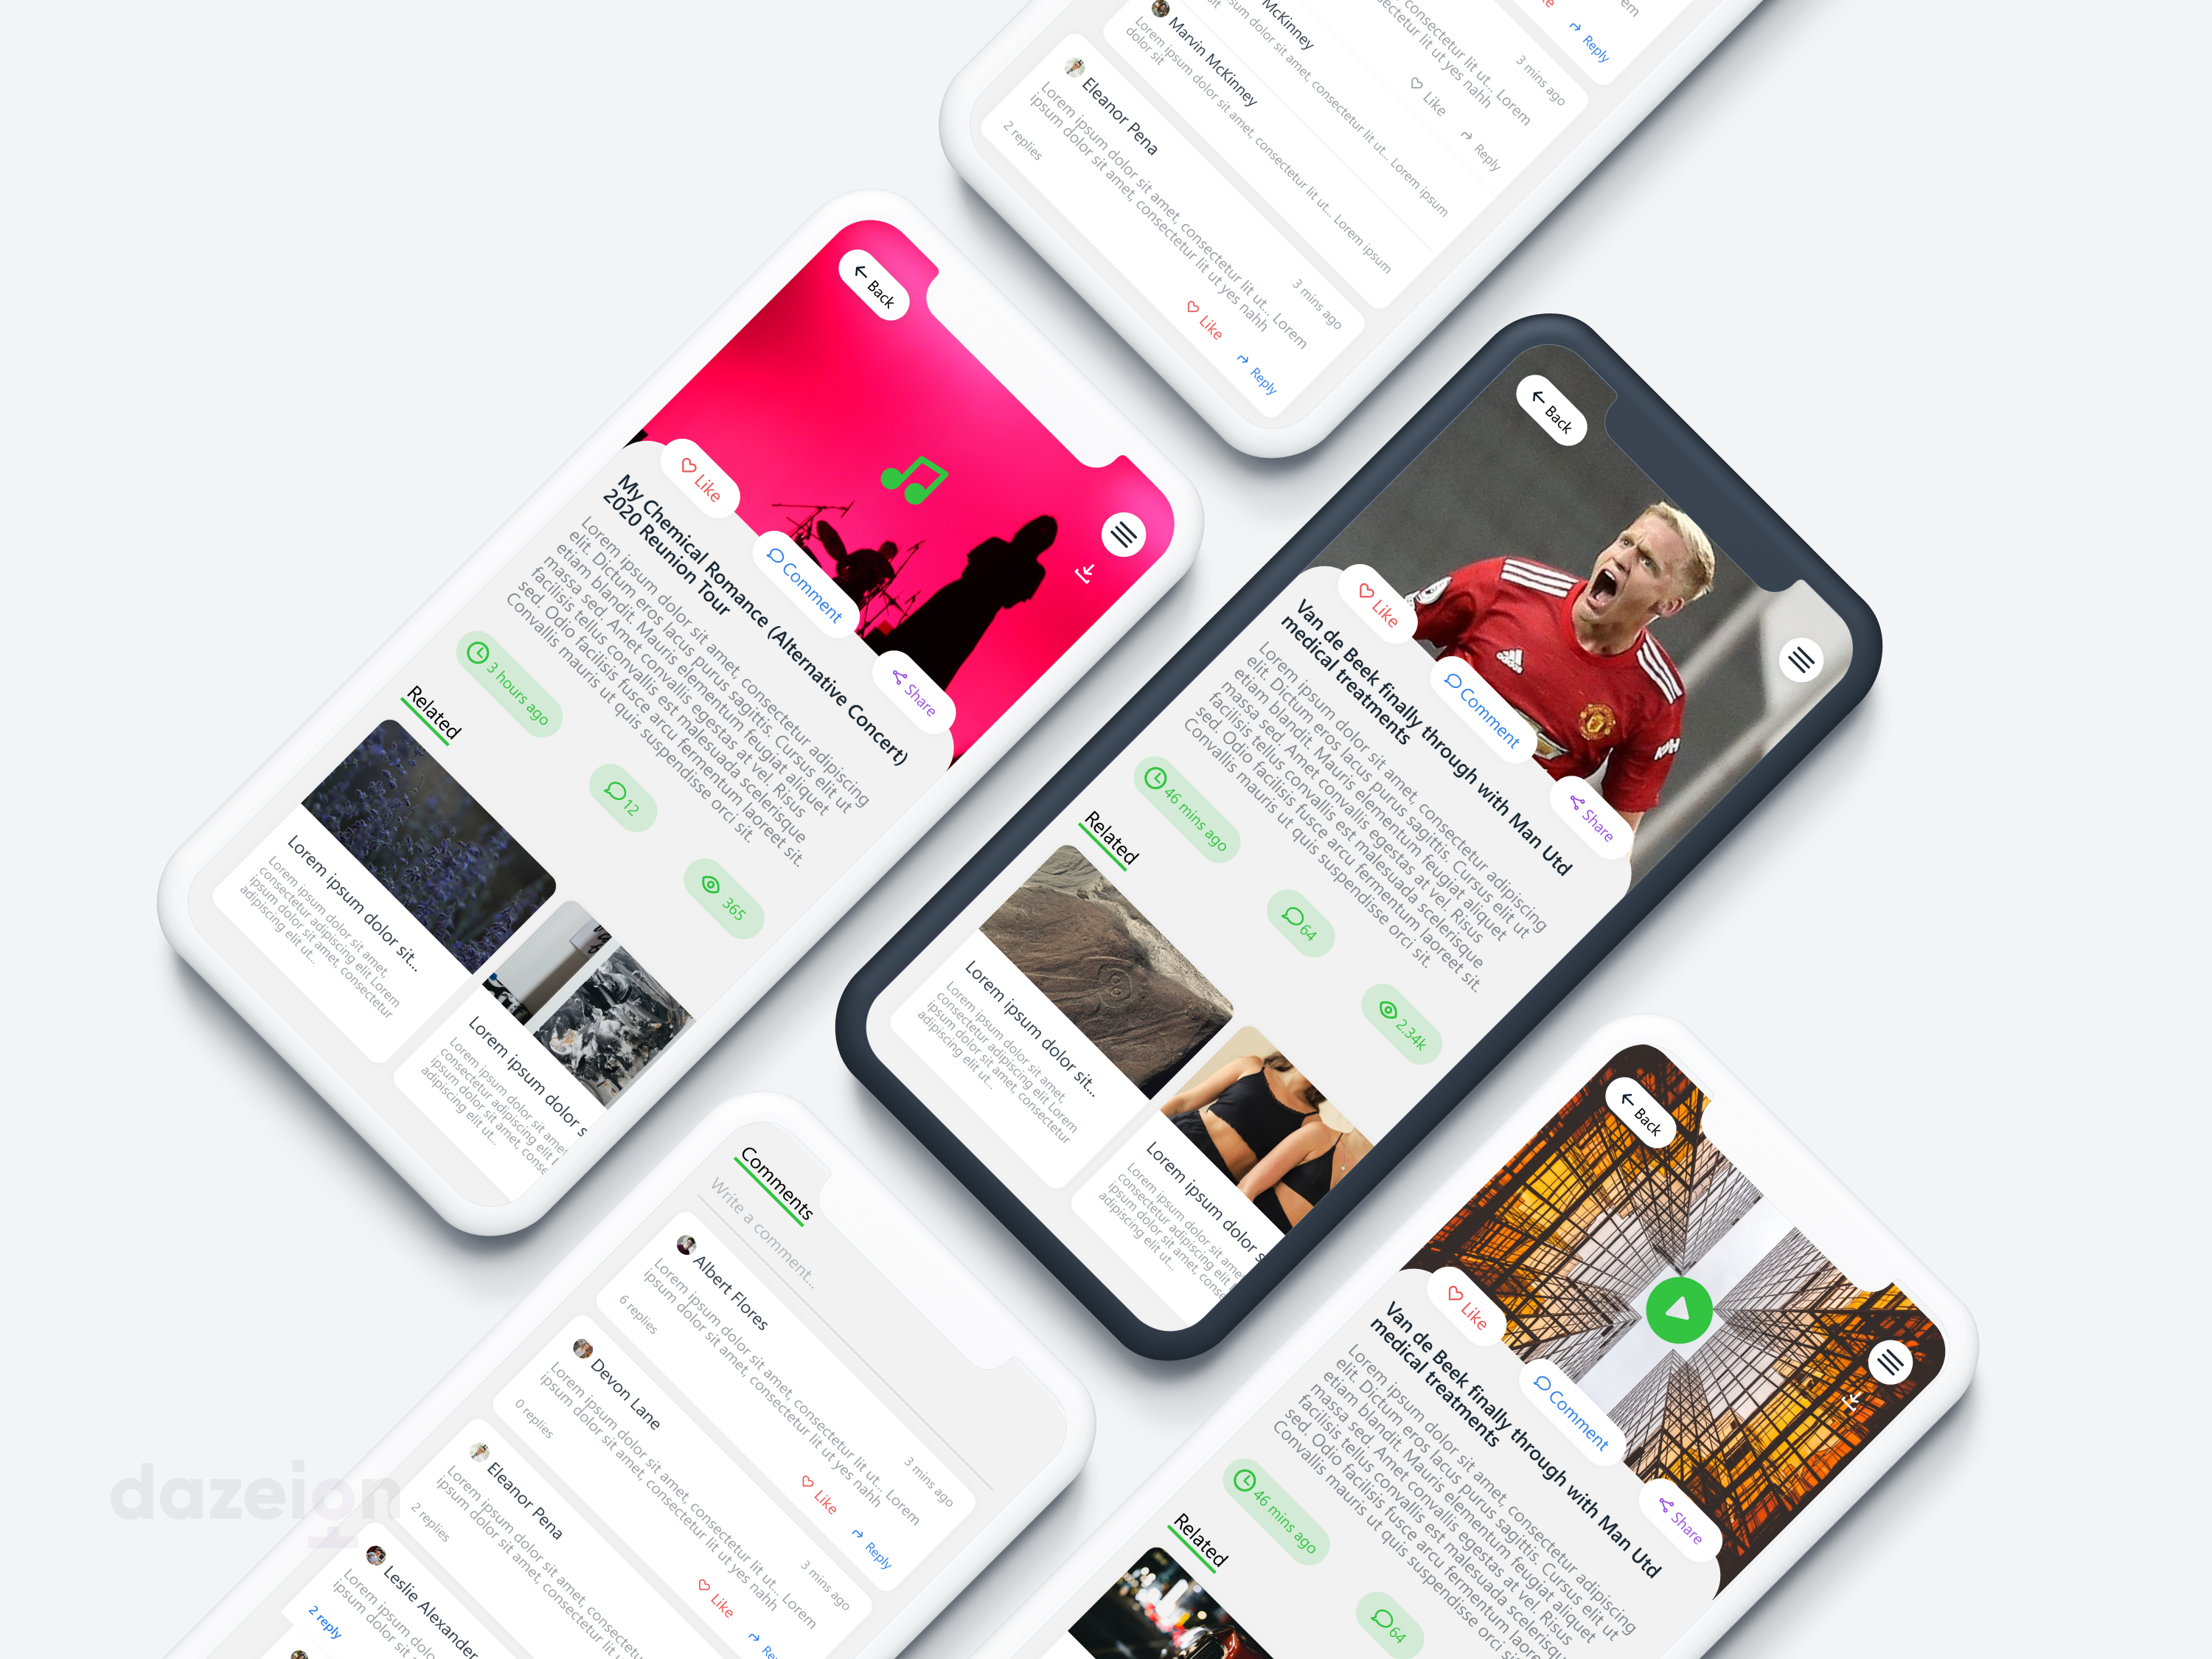 McKinney
Marvin McKinney
Lorem ipsum dolor sit amet, consectetur lit ut... Lorem ipsum
dolor sit
Like
Reply
3 mins ago
Reply
Eleanor Pena
3 mins ago
Lorem ipsum dolor sit amet, consectetur lit ut... Lorem
ipsum dolor sit amet, consectetur lit ut yes nahh
2 replies
Like
Reply
Back
Like
Comment
Share
My Chemical Romance (Alternative Concert)
2020 Reunion Tour
Lorem ipsum dolor sit amet, consectetur adipiscing
elit. Dictum eros lacus purus sagittis. Cursus elit ut
etiam blandit. Mauris elementum feugiat aliquet
massa sed. Amet convallis egestas at vel. Risus
facilisis tellus convallis est malesuada scelerisque
sed. Odio facilisis fusce arcu fermentum laoreet sit.
Convallis mauris ut quis suspendisse orci sit.
3 hours ago
12
365
Related
Lorem ipsum dolor sit...
Lorem ipsum dolor sit amet,
consectetur adipiscing elit Lorem
ipsum dolor sit amet, consectetur
adipiscing elit ut...
Lorem ipsum dolor s
Lorem ipsum dolor sit amet
consectetur adipiscing elit l
ipsum dolor sit amet, conse
adipiscing elit ut...
Back
adidas
Like
Comment
Share
Van de Beek finally through with Man Utd
medical treatments
Lorem ipsum dolor sit amet, consectetur adipiscing
elit. Dictum eros lacus purus sagittis. Cursus elit ut
etiam blandit. Mauris elementum feugiat aliquet
massa sed. Amet convallis egestas at vel. Risus
facilisis tellus convallis est malesuada scelerisque
sed. Odio facilisis fusce arcu fermentum laoreet sit.
Convallis mauris ut quis suspendisse orci sit.
46 mins ago
64
2.34k
Related
Lorem ipsum dolor sit...
Lorem ipsum dolor sit amet,
consectetur adipiscing elit Lorem
ipsum dolor sit amet, consectetur
adipiscing elit ut...
Lorem ipsum dolor s
Lorem ipsum dolor sit ame
consectetur adipiscing elit
ipsum dolor sit amet, conse
adipiscing elit ut...
Comments
Write a comment...
Albert Flores
3 mins ago
Lorem ipsum dolor sit amet, consectetur lit ut... Lorem
ipsum dolor sit amet, consectetur lit ut yes nahh
6 replies
Like
Reply
Devon Lane
3 mins ago
Lorem ipsum dolor sit amet, consectetur lit ut... Lorem
ipsum dolor sit amet, consectetur lit ut yes nahh
0 replies
Like
Re
Eleanor Pena
Lorem ipsum dolor sit amet, consectetu
ipsum dolor sit amet, consectetur lit
2 replies
Leslie Alexander
Lorem ipsum dolo
ipsum dolor sit
2 reply
Back
Like
Comment
Share
Van de Beek finally through with Man Utd
medical treatments
Lorem ipsum dolor sit amet, consectetur adipiscing
elit. Dictum eros lacus purus sagittis. Cursus elit ut
etiam blandit. Mauris elementum feugiat aliquet
massa sed. Amet convallis egestas at vel. Risus
facilisis tellus convallis est malesuada scelerisque
sed. Odio facilisis fusce arcu fermentum laore
Convallis mauris ut quis suspendisse orci
46 mins ago
64
Related
dazeion